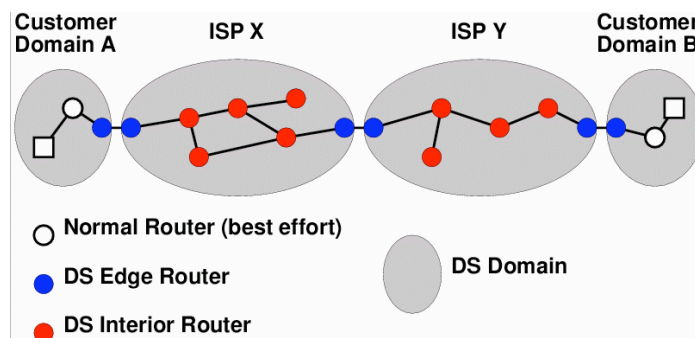 Customer
Domain A
ISP X
ISP Y
Customer
Domain B
Normal Router (best effort)
DS Edge Router
DS Interior Router
DS Domain